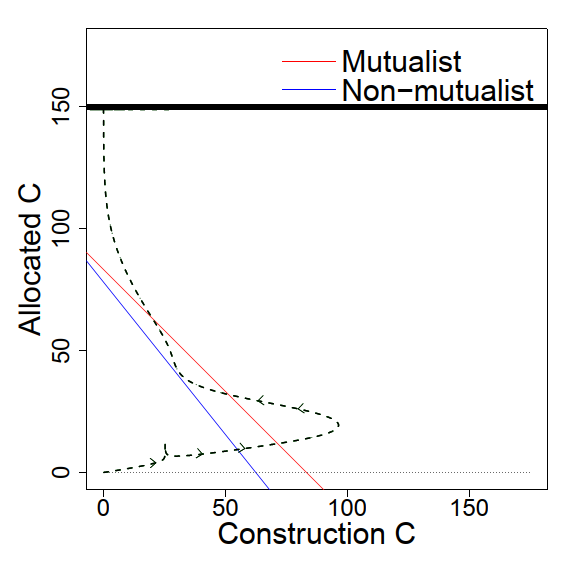 Mutualist
Non−mutualist
Allocated C
150
100
50
0
0 50 100 150
Construction C